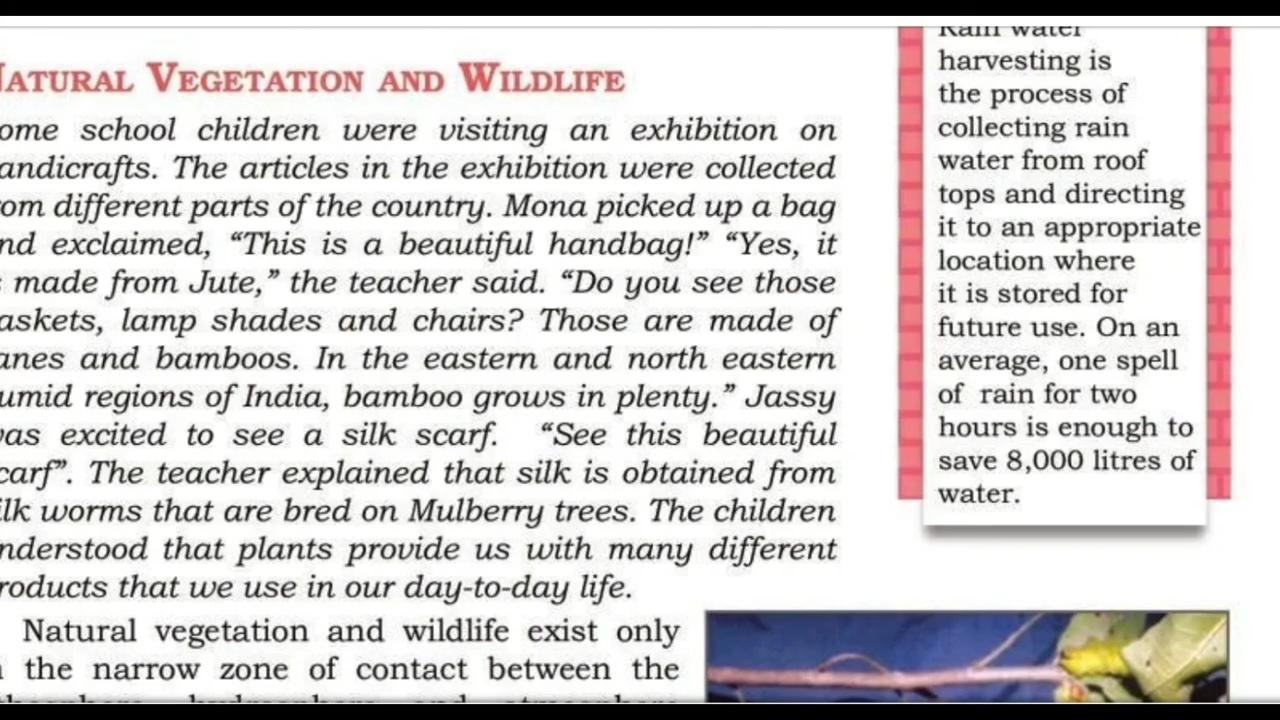 NATURAL VEGETATION AND WILDLIFE
ome school children were visiting an exhibition on
andicrafts. The articles in the exhibition were collected
rom different parts of the country. Mona picked up a bag
nd exclaimed, “This is a beautiful handbag!” “Yes, it
s made from Jute,” the teacher said. “Do you see those
askets, lamp shades and chairs? Those are made of
anes and bamboos. In the eastern and north eastern
umid regions of India, bamboo grows in plenty.” Jassy
was excited to see a silk scarf. “See this beautiful
carf”. The teacher explained that silk is obtained from
ilk worms that are bred on Mulberry trees. The children
nderstood that plants provide us with many different
roducts that we use in our day-to-day life.
Natural vegetation and wildlife exist only
the narrow zone of contact between the
Rain water
harvesting is
the process of
collecting rain
water from roof
tops and directing
it to an appropriate
location where
it is stored for
future use. On an
average, one spell
of rain for two
hours is enough to
save 8,000 litres of
water.